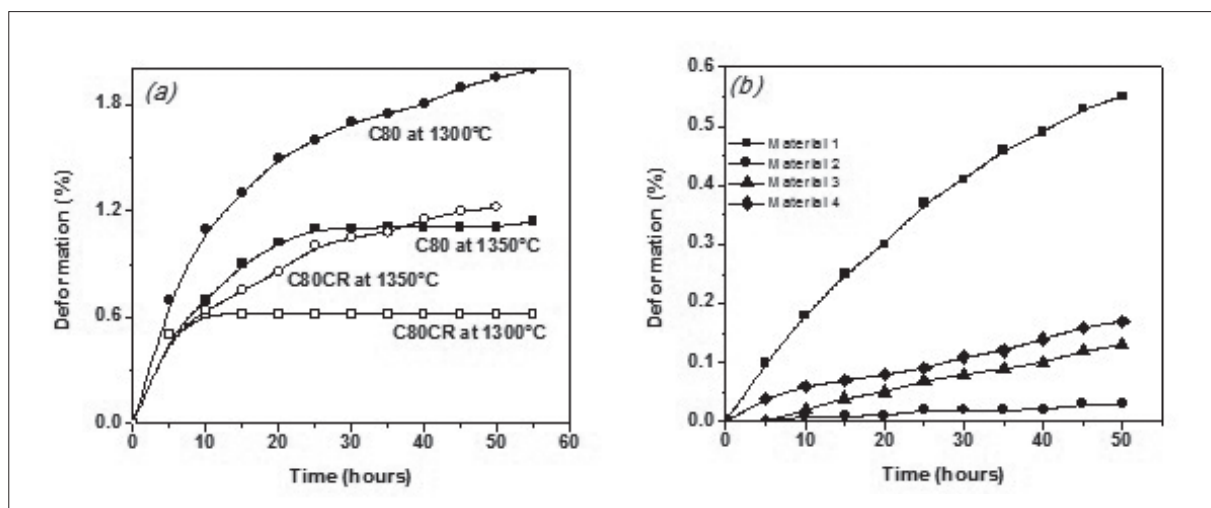 (a)
Deformation (%)
1.8
1.2
0.6
0.0
C80 at 1300°C
C80 at 1350°C
C80CR at 1350°C
C80CR at 1300°C
0 10 20 30 40 50 60
Time (hours)
(b)
Deformation (%)
0.6
0.5
0.4
0.3
0.2
0.1
0.0
Material 1
Material 2
Material 3
Material 4
0 10 20 30 40 50
Time (hours)